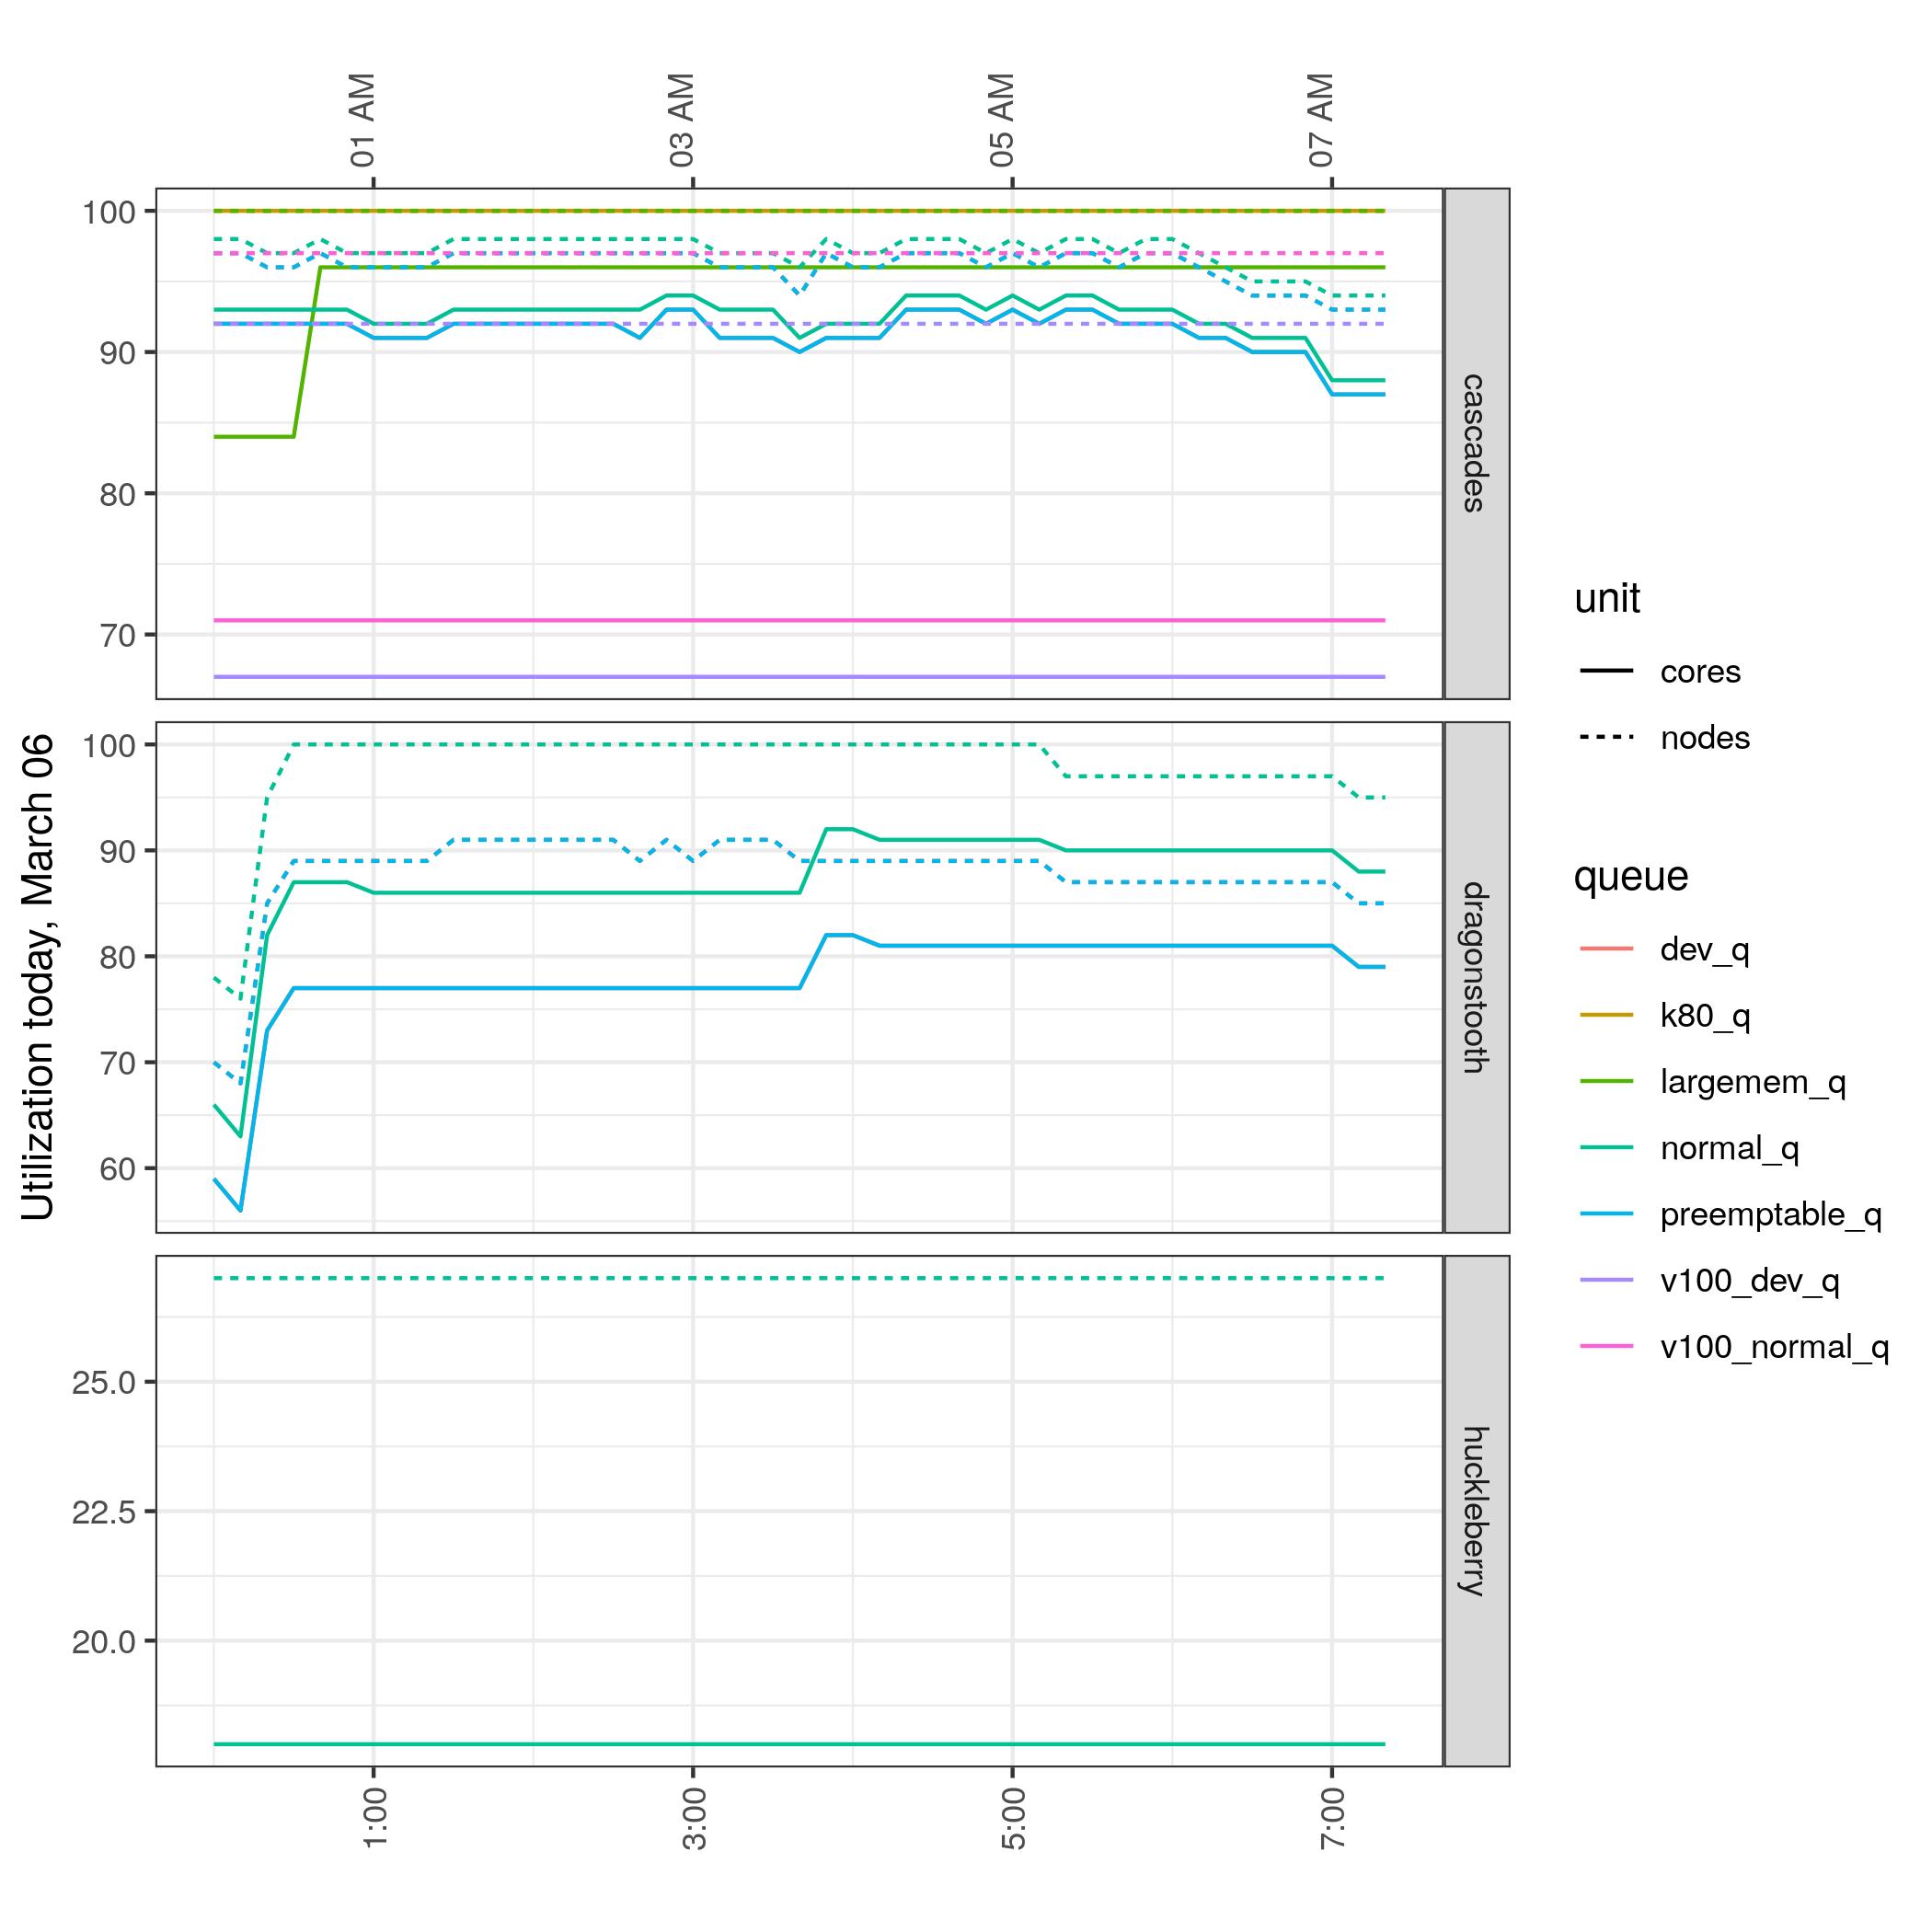 01 AM
03 AM
05 AM
07 AM
Utilization today, March 06
100
90
80
70
cascades
100
90
80
70
60
dragonstooth
25.0
22.5
20.0
huckleberry
1:00
3:00
5:00
7:00
unit
cores
nodes
queue
dev_q
k80_q
largemem_q
normal_q
preemptable_q
v100_dev_q
v100_normal_q